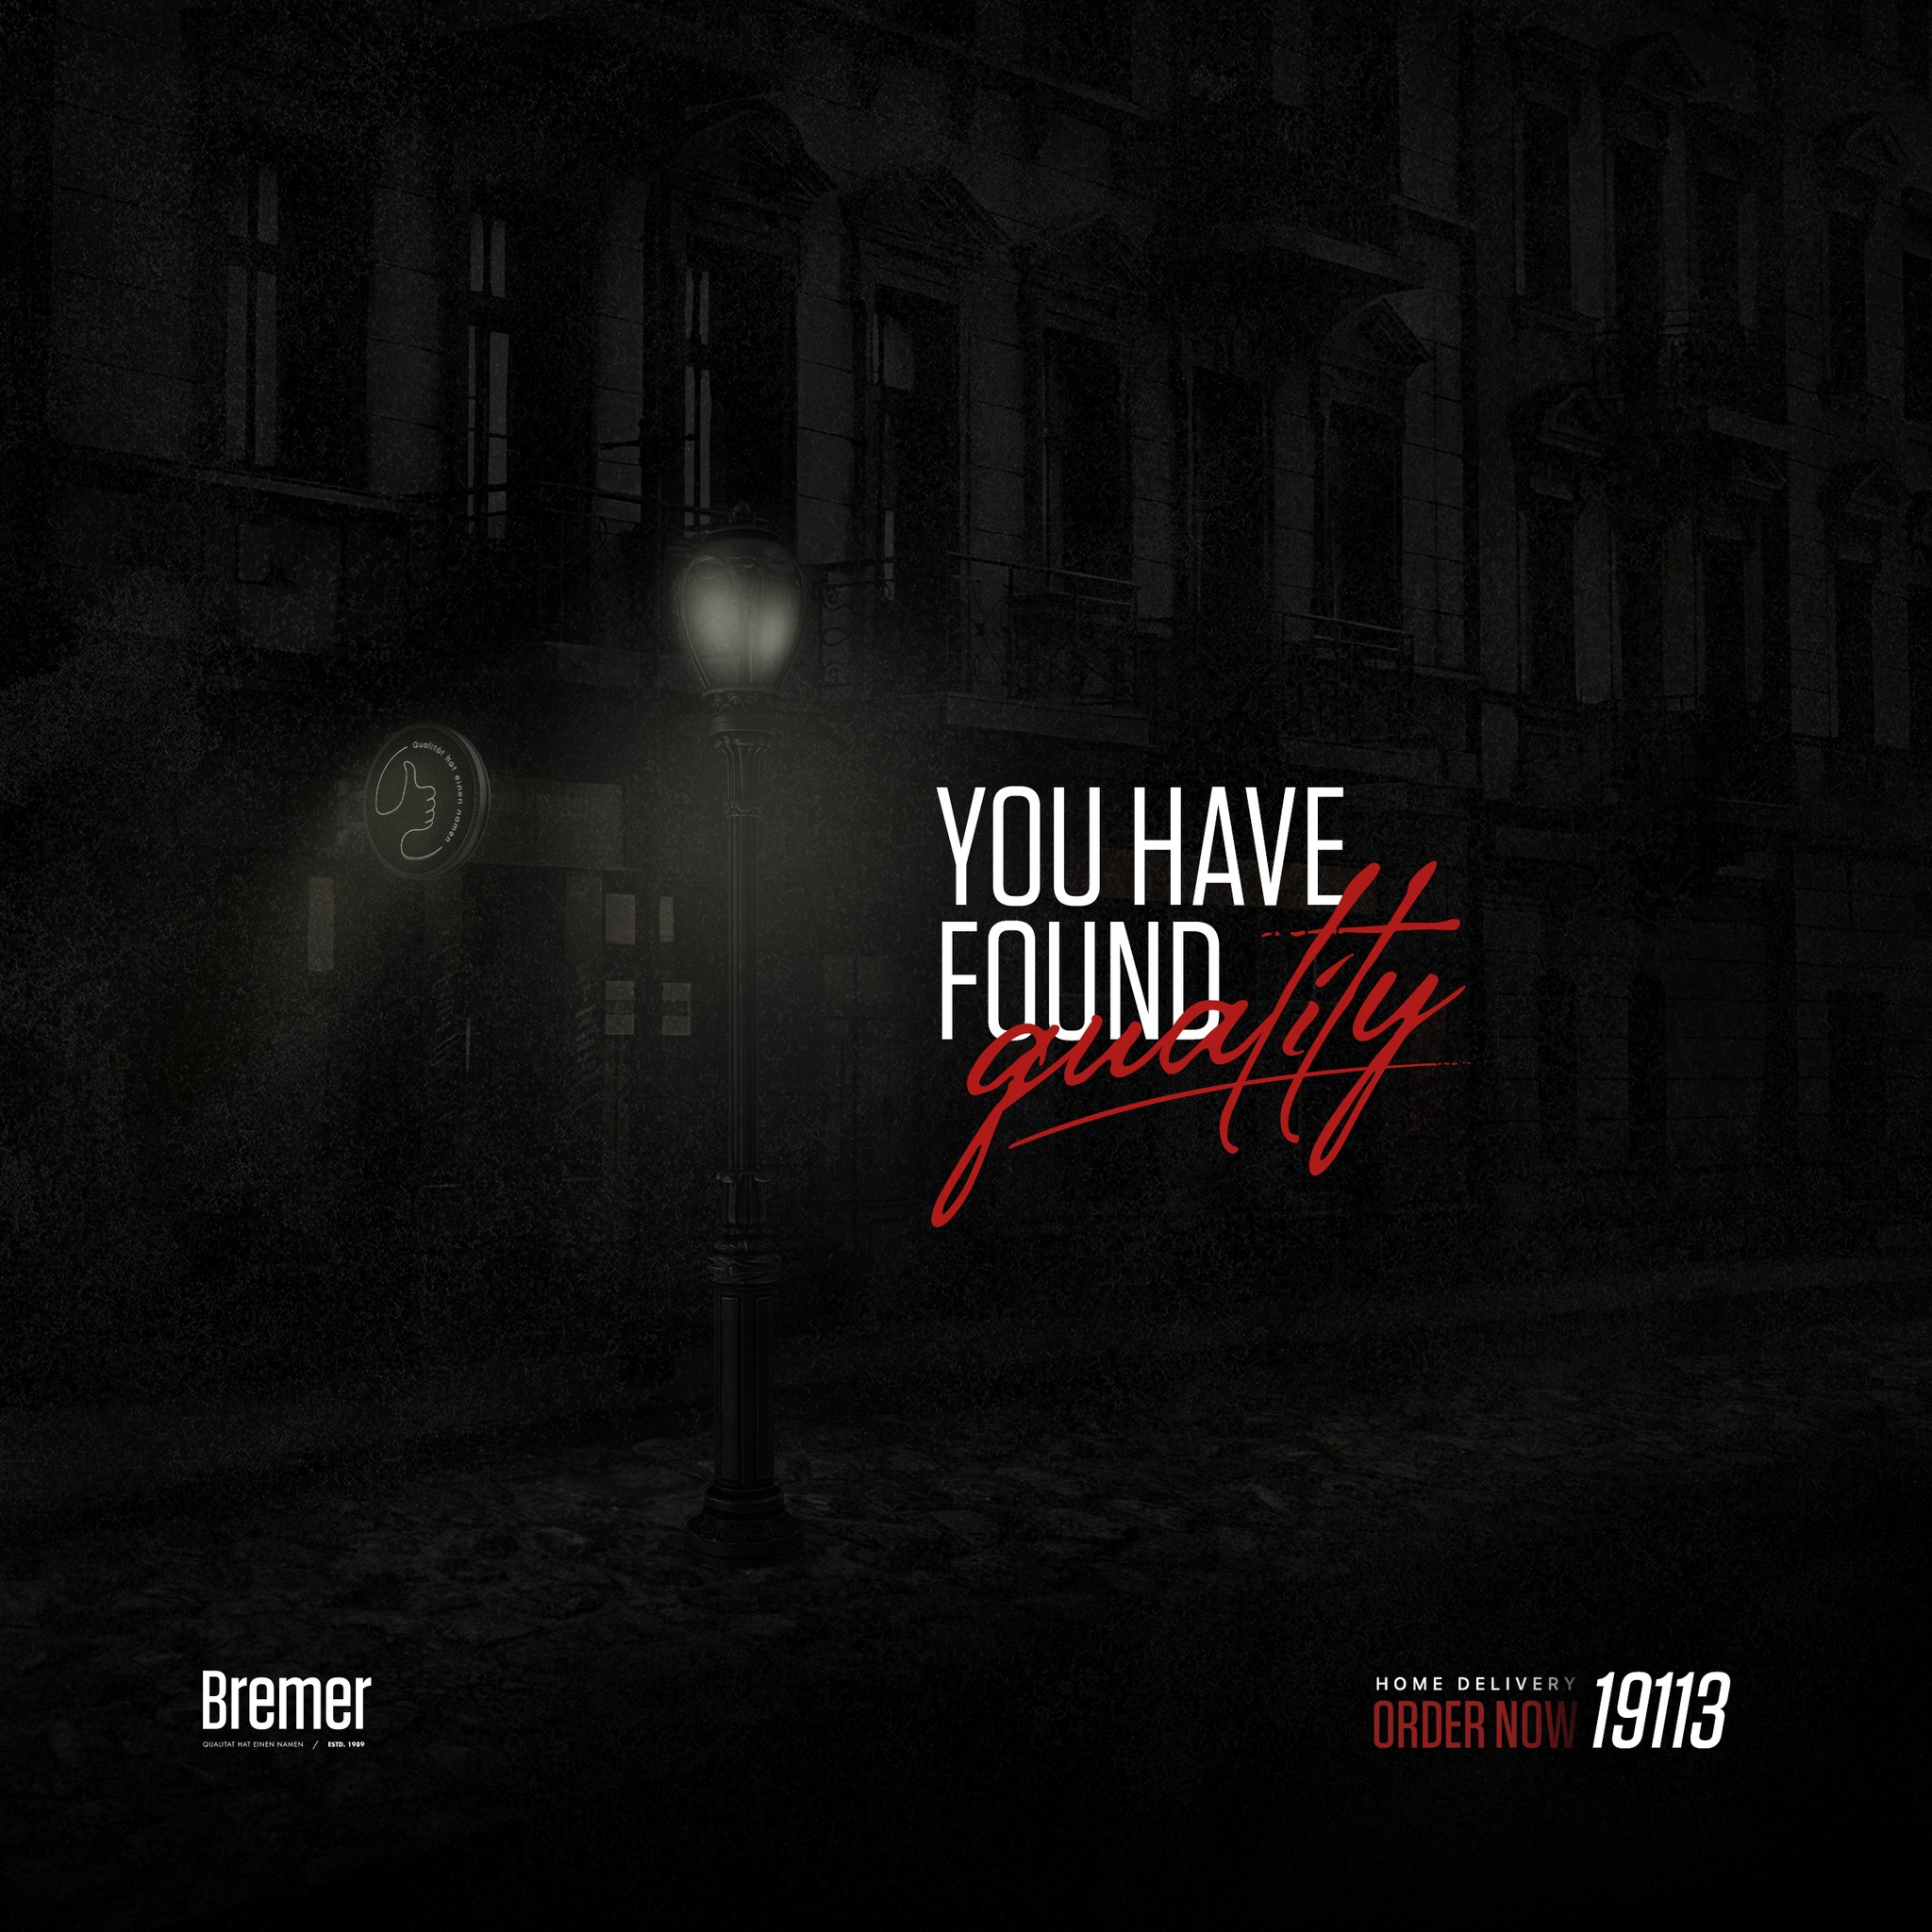 Qualität hat einen namen
YOU HAVE
FOUND
quality
Bremer
QUALITAT HAT EINEN NAMEN / ESTD. 1989
HOME DELIVERY
ORDER NOW
19113